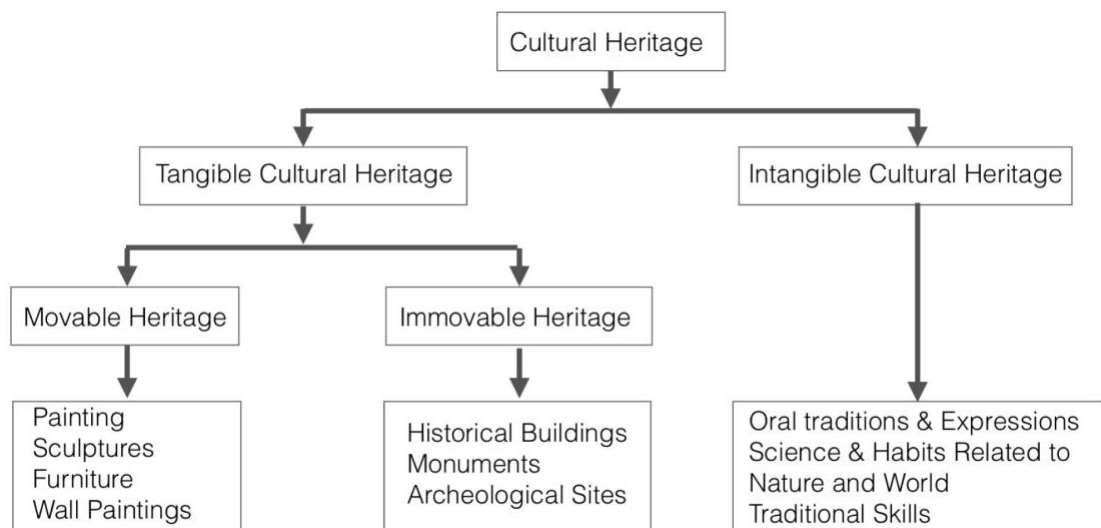 Cultural Heritage
Tangible Cultural Heritage
Intangible Cultural Heritage
Movable Heritage
Immovable Heritage
Painting
Sculptures
Furniture
Wall Paintings
Historical Buildings
Monuments
Archeological Sites
Oral traditions & Expressions
Science & Habits Related to
Nature and World
Traditional Skills